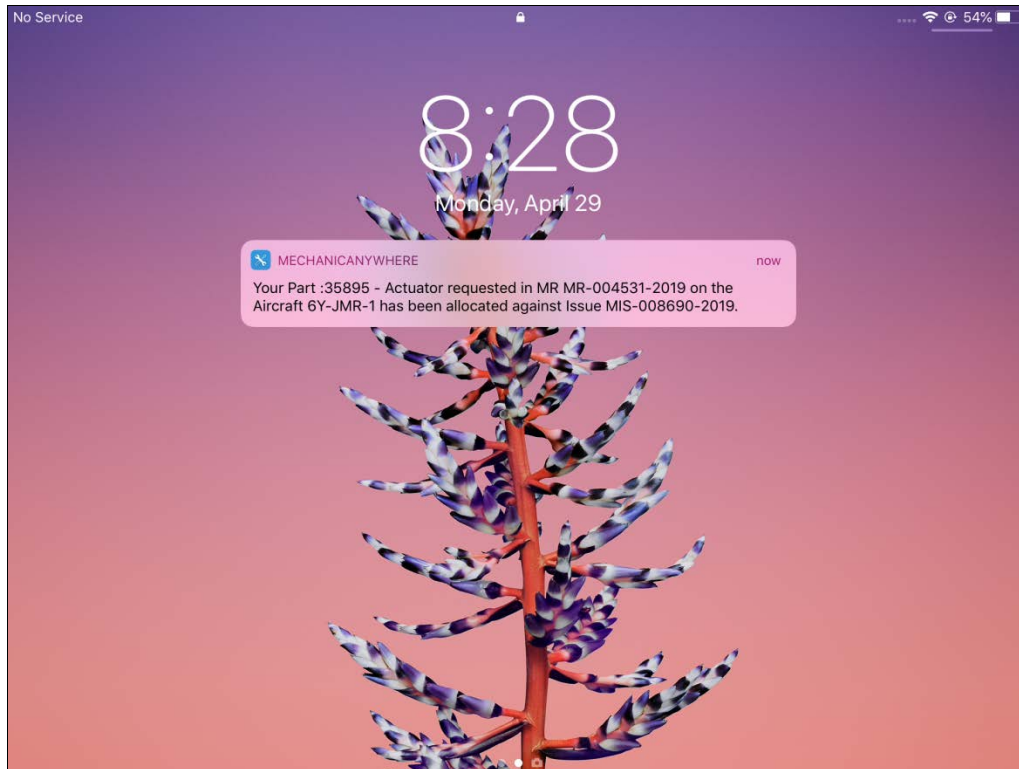 No Service
54%
8:28
Monday, April 29
MECHANICANYWHERE
now
Your Part :35895 - Actuator requested in MR MR-004531-2019 on the
Aircraft 6Y-JMR-1 has been allocated against Issue MIS-008690-2019.